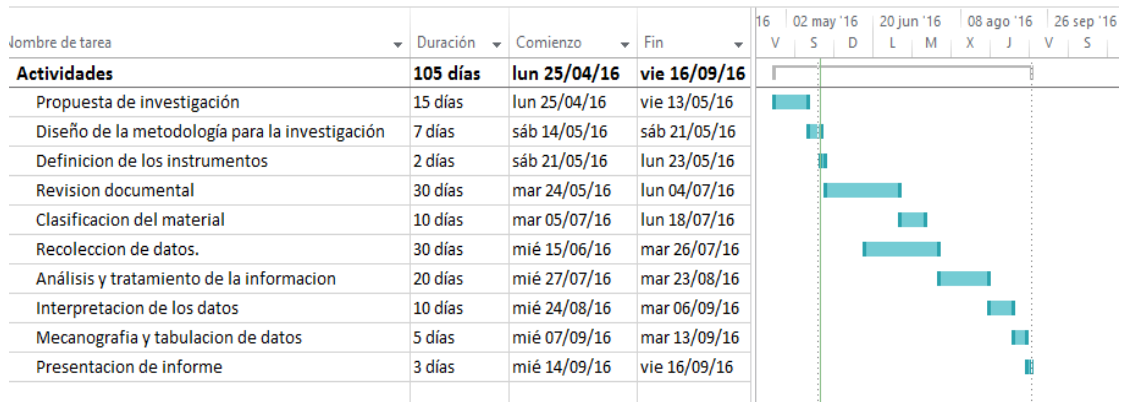 16 02 may '16 20 jun '16 08 ago '16 26 sep '16
Nombre de tarea Duración Comienzo Fin V S D L M X J V S
Actividades 105 días lun 25/04/16 vie 16/09/16
Propuesta de investigación 15 días lun 25/04/16 vie 13/05/16
Diseño de la metodología para la investigación 7 días sáb 14/05/16 sáb 21/05/16
Definicion de los instrumentos 2 días sáb 21/05/16 lun 23/05/16
Revision documental 30 días mar 24/05/16 lun 04/07/16
Clasificacion del material 10 días mar 05/07/16 lun 18/07/16
Recoleccion de datos. 30 días mié 15/06/16 mar 26/07/16
Análisis y tratamiento de la informacion 20 días mié 27/07/16 mar 23/08/16
Interpretacion de los datos 10 días mié 24/08/16 mar 06/09/16
Mecanografia y tabulacion de datos 5 días mié 07/09/16 mar 13/09/16
Presentacion de informe 3 días mié 14/09/16 vie 16/09/16